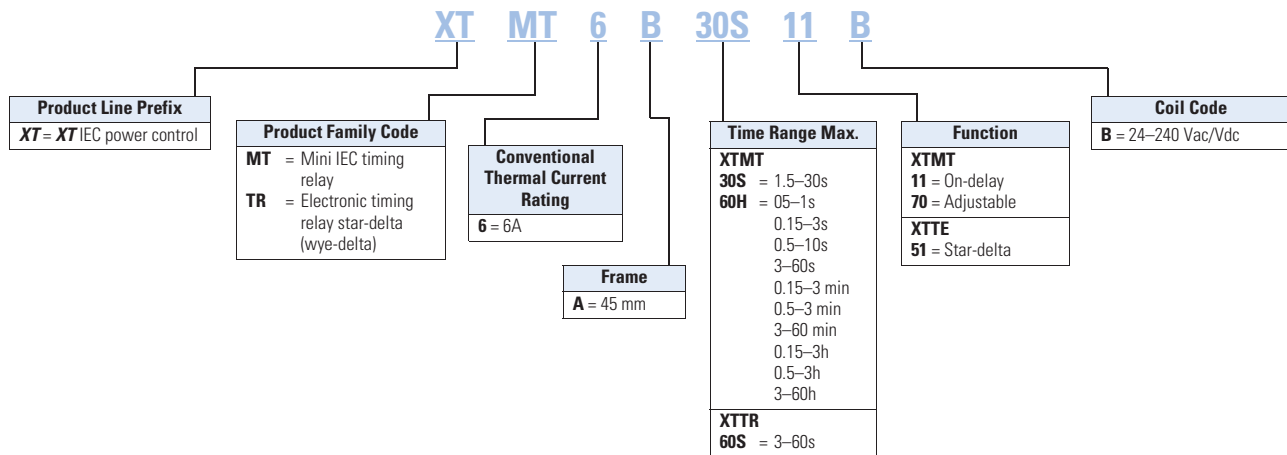 XT MT 6 B 30S 11 B
Product Line Prefix
XT = XT IEC power control
Product Family Code
MT = Mini IEC timing
relay
TR = Electronic timing
relay star-delta
(wye-delta)
Conventional
Thermal Current
Rating
6 = 6A
Frame
A = 45 mm
Time Range Max.
XTMT
30S = 1.5–30s
60H = 05–1s
0.15–3s
0.5–10s
3–60s
0.15–3 min
0.5–3 min
3–60 min
0.15–3h
0.5–3h
3–60h
XTTR
60S = 3–60s
Function
XTMT
11 = On-delay
70 = Adjustable
XTTE
51 = Star-delta
Coil Code
B = 24–240 Vac/Vdc